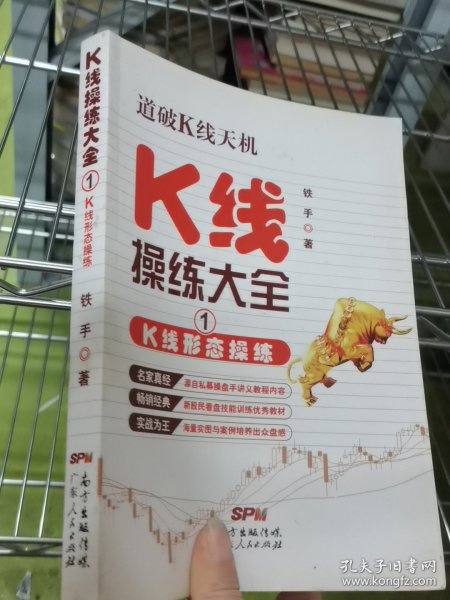 K线操练大全
①
K线形态操练
铁手◎著
SPM
南方出版传媒
广东人民出版社
道破K线天机
K线
操练大全
铁手◎著
①
K线形态操练
名家真经
源自私募操盘手讲义教程内容
畅销经典
新股民看盘技能训练优秀教材
实战为王
海量实图与案例培养出众盘感
SPM
南方出版传媒
广东人民出版社
孔夫子旧书网
www.kongfz.com